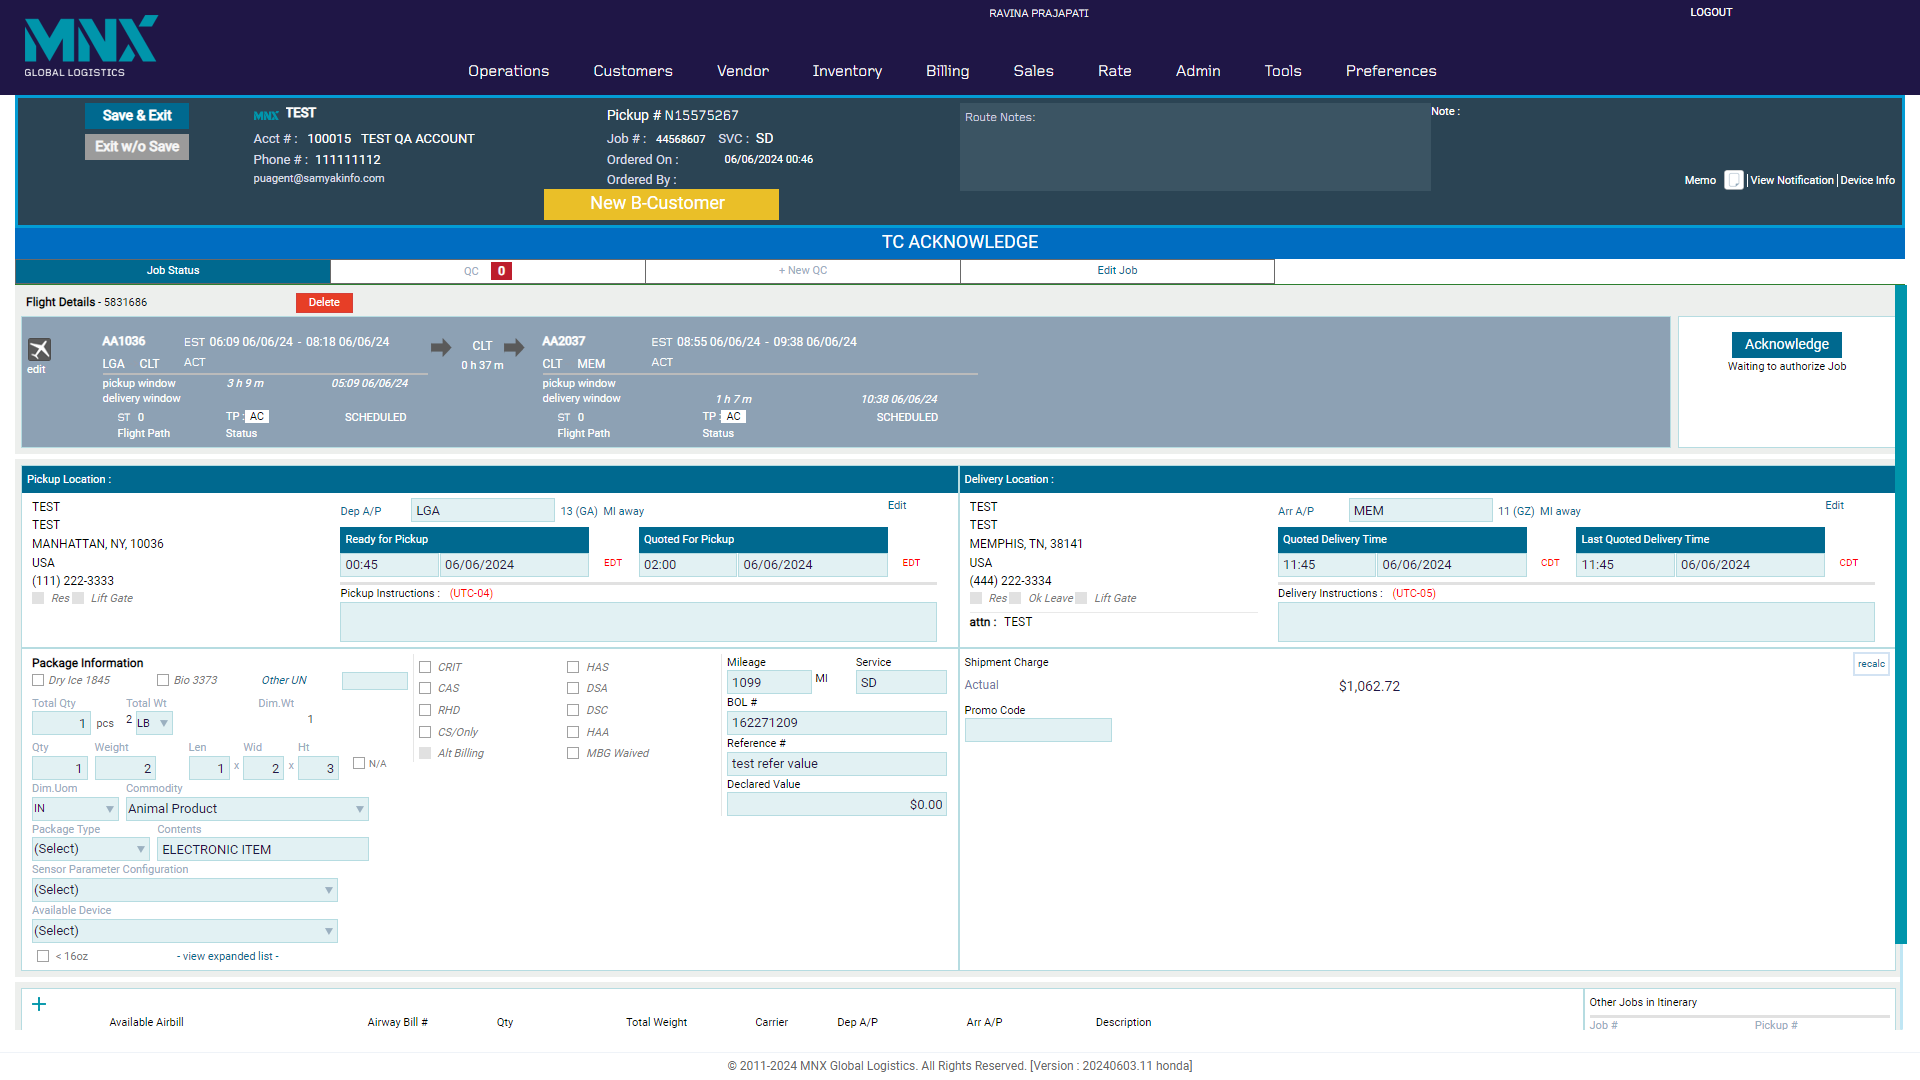 RAVINA PRAJAPATI
LOGOUT
MNX
GLOBAL LOGISTICS
Operations Customers Vendor Inventory Billing Sales Rate Admin Tools Preferences
Save & Exit
Exit w/o Save
MNX TEST
Acct # : 100015 TEST QA ACCOUNT
Phone # : 111111112
puagent@samyakinfo.com
Pickup # N15575267
Job # : 44568607 SVC : SD
Ordered On : 06/06/2024 00:46
Ordered By :
New B-Customer
Route Notes:
Note :
Memo | View Notification | Device Info
TC ACKNOWLEDGE
Job Status
QC 0
+ New QC
Edit Job
Flight Details - 5831686
Delete
edit
AA1036 EST 06:09 06/06/24 - 08:18 06/06/24
LGA CLT ACT
pickup window 3 h 9 m 05:09 06/06/24
delivery window
ST 0 TP : AC SCHEDULED
Flight Path Status
CLT
0 h 37 m
AA2037 EST 08:55 06/06/24 - 09:38 06/06/24
CLT MEM ACT
pickup window
delivery window 1 h 7 m 10:38 06/06/24
ST 0 TP : AC SCHEDULED
Flight Path Status
Acknowledge
Waiting to authorize Job
Pickup Location :
TEST
TEST
MANHATTAN, NY, 10036
USA
(111) 222-3333
Res Lift Gate
Dep A/P LGA 13 (GA) MI away
Edit
Ready for Pickup
00:45 06/06/2024 EDT
Quoted For Pickup
02:00 06/06/2024 EDT
Pickup Instructions : (UTC-04)
Delivery Location :
TEST
TEST
MEMPHIS, TN, 38141
USA
(444) 222-3334
Res Ok Leave Lift Gate
attn : TEST
Arr A/P MEM 11 (GZ) MI away
Edit
Quoted Delivery Time
11:45 06/06/2024 CDT
Last Quoted Delivery Time
11:45 06/06/2024 CDT
Delivery Instructions : (UTC-05)
Package Information
Dry Ice 1845 Bio 3373 Other UN
Total Qty Total Wt Dim.Wt
1 pcs 2 LB 1
Qty Weight Len Wid Ht
1 2 1 x 2 x 3 N/A
Dim.Uom Commodity
IN Animal Product
Package Type Contents
(Select) ELECTRONIC ITEM
Sensor Parameter Configuration
(Select)
Available Device
(Select)
< 16oz - view expanded list -
CRIT HAS
CAS DSA
RHD DSC
CS/Only HAA
Alt Billing MBG Waived
Mileage Service
1099 MI SD
BOL #
162271209
Reference #
test refer value
Declared Value
$0.00
Shipment Charge
recalc
Actual $1,062.72
Promo Code
+
Available Airbill Airway Bill # Qty Total Weight Carrier Dep A/P Arr A/P Description
Other Jobs in Itinerary
Job # Pickup #
© 2011-2024 MNX Global Logistics. All Rights Reserved. [Version : 20240603.11 honda]